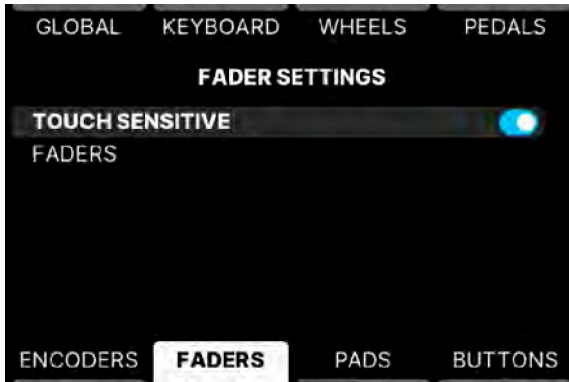 GLOBAL KEYBOARD WHEELS PEDALS
FADER SETTINGS
TOUCH SENSITIVE
FADERS
ENCODERS FADERS PADS BUTTONS